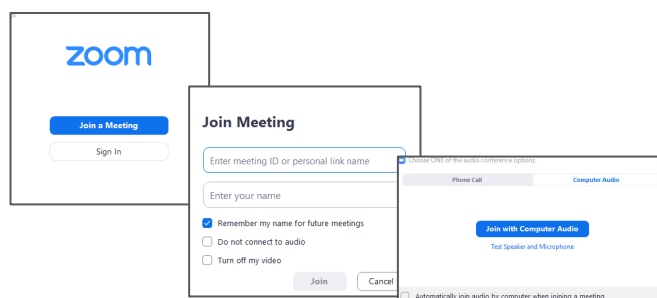 zoom
Join a Meeting
Sign In
Join Meeting
Enter meeting ID or personal link name
Enter your name
Remember my name for future meetings
Do not connect to audio
Turn off my video
Join Cancel
Choose ONE of the audio conference options
Phone Call Computer Audio
Join with Computer Audio
Test Speaker and Microphone
Automatically join audio by computer when joining a meeting